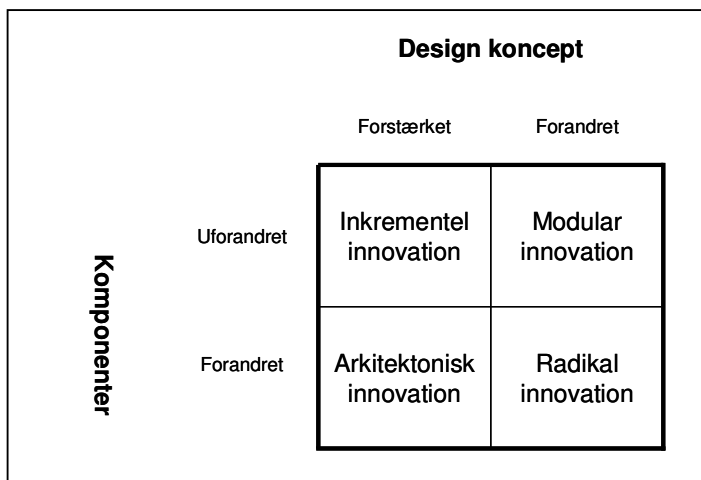 Design koncept
Forstærket Forandret
Uforandret
Inkrementel
innovation
Modular
innovation
Komponenter
Forandret
Arkitektonisk
innovation
Radikal
innovation